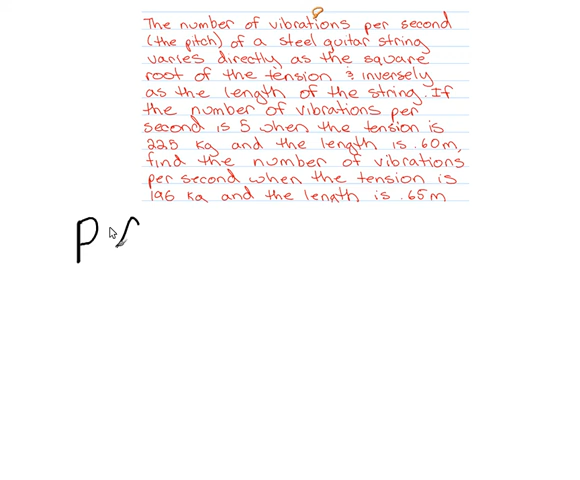 P
The number of vibrations per second
(the pitch) of a steel guitar string
varies directly as the square
root of the tension & inversely
as the length of the string. If
the number of vibrations per
second is 5 when the tension is
225 kg and the length is .60m,
find the number of vibrations
per second when the tension is
196 kg and the length is .65m
P